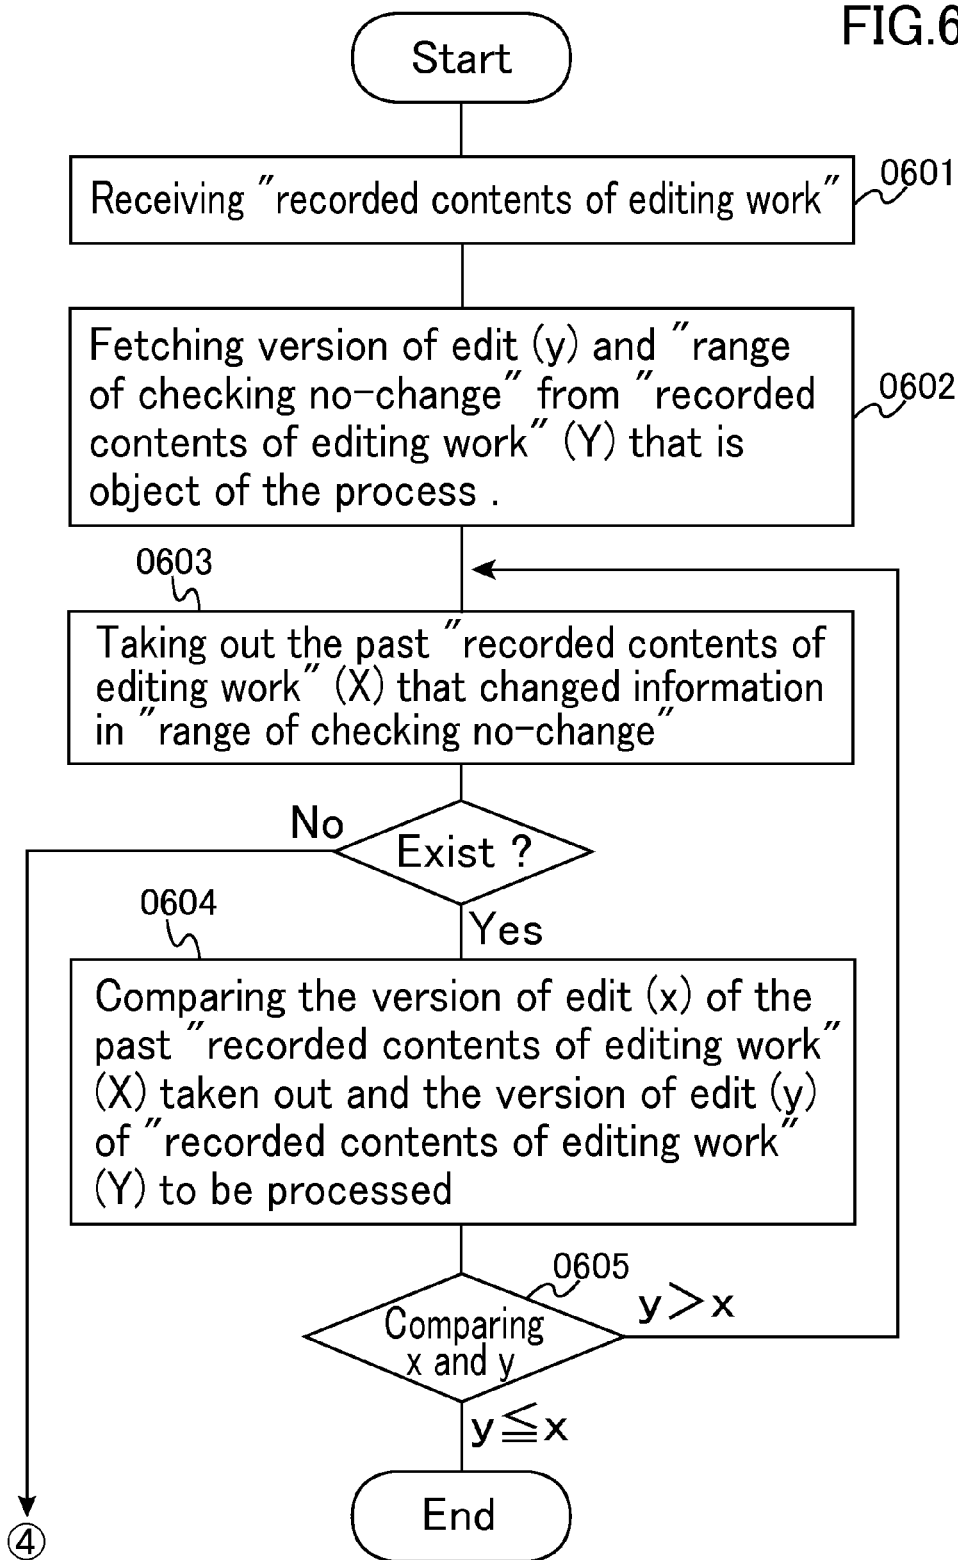 FIG.6
Start
Receiving "recorded contents of editing work"
0601
Fetching version of edit (y) and "range
of checking no-change" from "recorded
contents of editing work" (Y) that is
object of the process .
0602
0603
Taking out the past "recorded contents of
editing work" (X) that changed information
in "range of checking no-change"
No
Exist ?
Yes
0604
Comparing the version of edit (x) of the
past "recorded contents of editing work"
(X) taken out and the version of edit (y)
of "recorded contents of editing work"
(Y) to be processed
0605
Comparing
x and y
y>x
y≦x
End
④